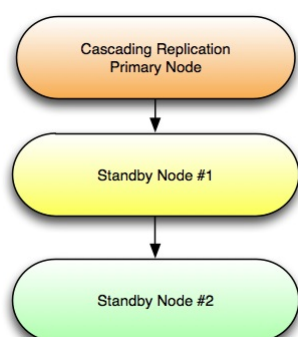 Cascading Replication
Primary Node
Standby Node #1
Standby Node #2